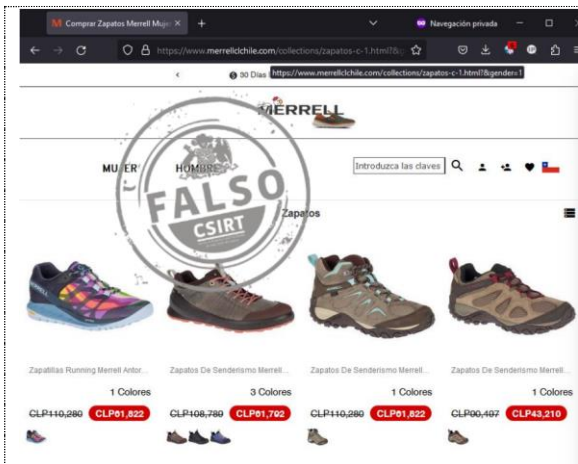 Comprar Zapatos Merrell Muje
Navegación privada
https://www.merrellclchile.com/collections/zapatos-c-1.html?&g
30 Días
https://www.merrellclchile.com/collections/zapatos-c-1.html?&gender=1
MERRELL
MUJER HOMBRE
Introduzca las claves
FALSO
CSIRT
Zapatos
Zapatillas Running Merrell Antor...
Zapatos De Senderismo Merrell...
Zapatos De Senderismo Merrell...
Zapatos De Senderismo Merrell...
1 Colores
3 Colores
1 Colores
1 Colores
CLP110,280 CLP61,822
CLP108,780 CLP61,792
CLP110,280 CLP61,822
CLP90,497 CLP43,210